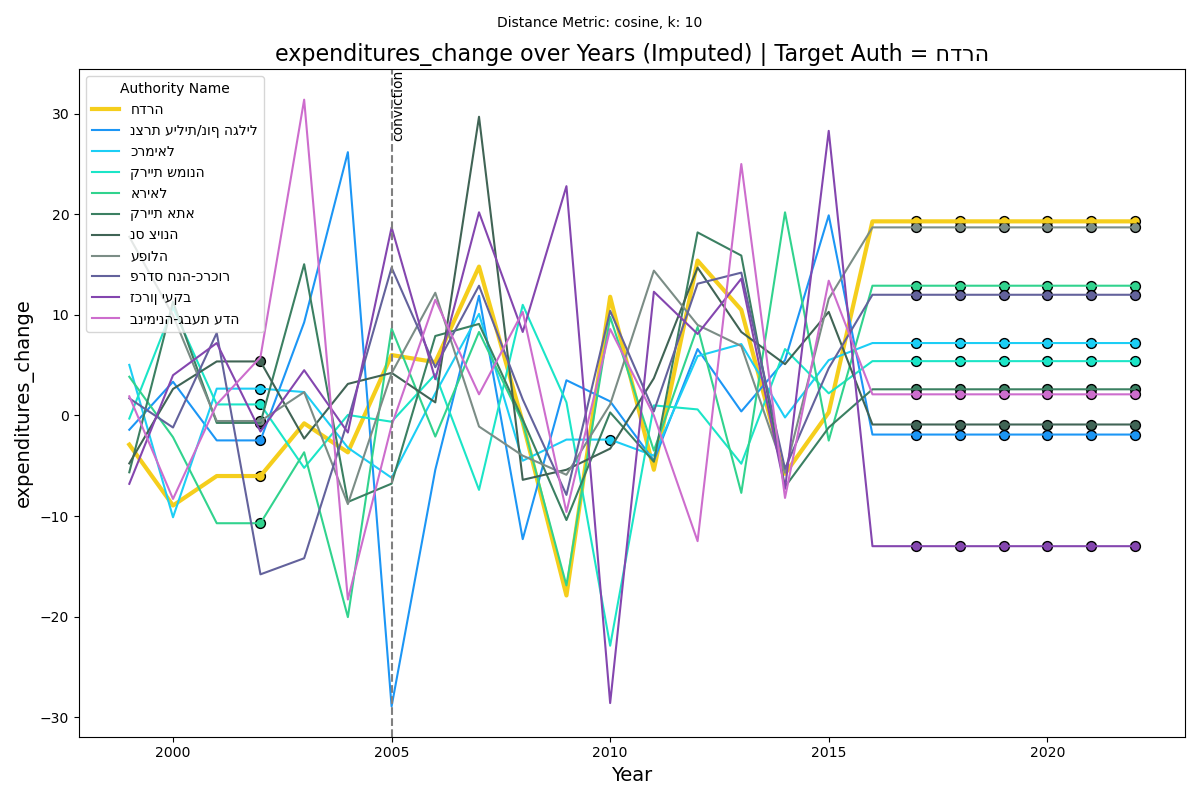 Distance Metric: cosine, k: 10
expenditures_change over Years (Imputed) | Target Auth = חדרה
conviction
Authority Name
חדרה
נצרת עילית/נוף הגליל
כרמיאל
קריית שמונה
אריאל
קריית אתא
נס ציונה
עפולה
פרדס חנה-כרכור
זכרון יעקב
בנימינה-גבעת עדה
expenditures_change
30
20
10
0
−10
−20
−30
2000 2005 2010 2015 2020
Year